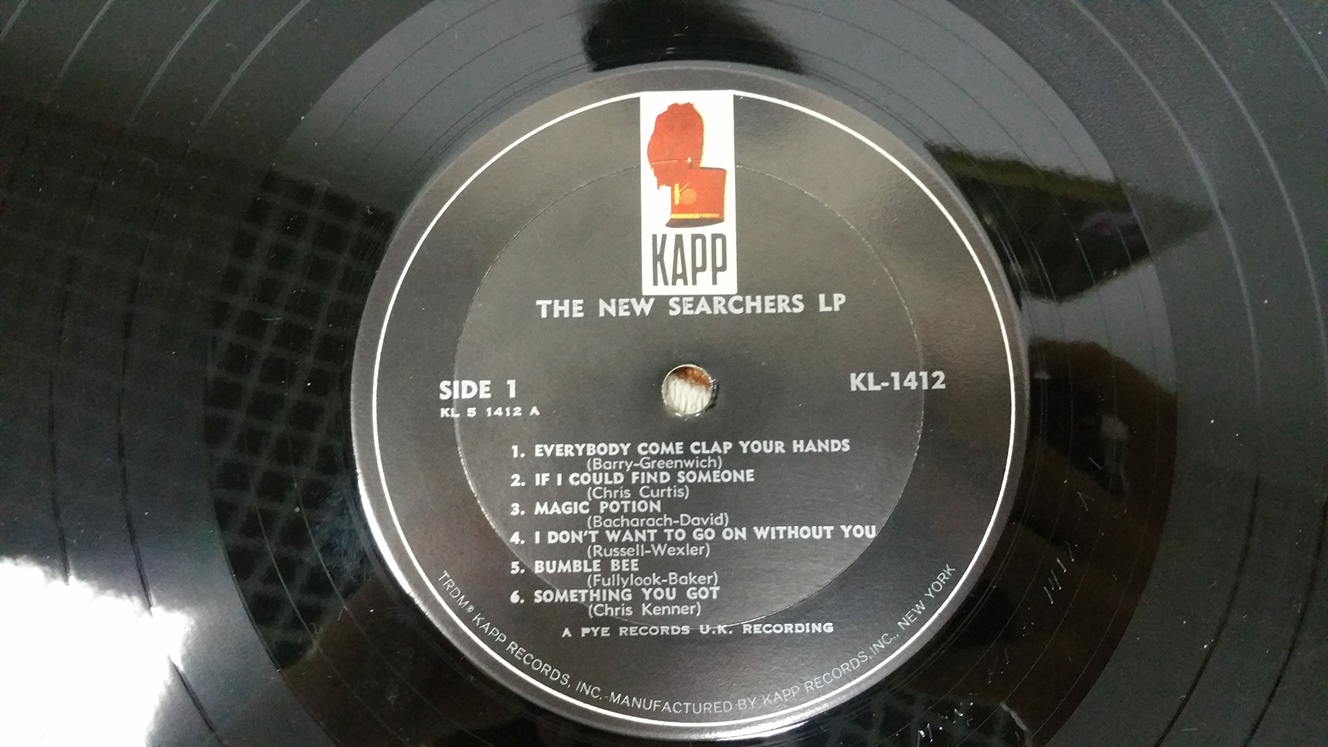 KAPP
THE NEW SEARCHERS LP
SIDE 1
KL-1412
KL 5 1412 A
1. EVERYBODY COME CLAP YOUR HANDS
(Barry-Greenwich)
2. IF I COULD FIND SOMEONE
(Chris Curtis)
3. MAGIC POTION
(Bacharach-David)
4. I DON'T WANT TO GO ON WITHOUT YOU
(Russell-Wexler)
5. BUMBLE BEE
(Fullylook-Baker)
6. SOMETHING YOU GOT
(Chris Kenner)
A PYE RECORDS U.K. RECORDING
TRDM® KAPP RECORDS, INC.-MANUFACTURED BY KAPP RECORDS, INC., NEW YORK